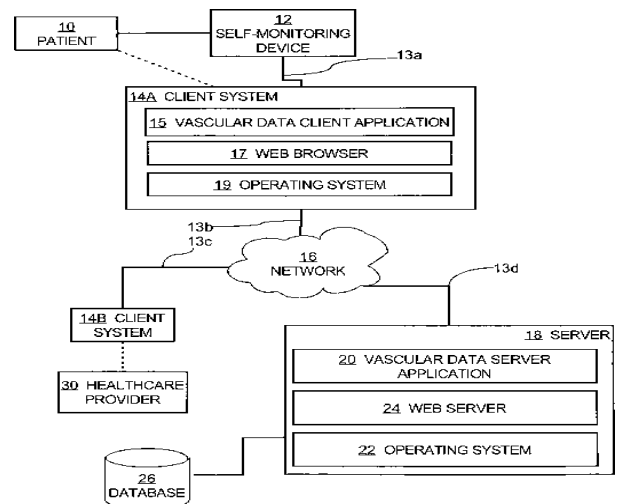 10
PATIENT
12
SELF-MONITORING
DEVICE
13a
14A CLIENT SYSTEM
15 VASCULAR DATA CLIENT APPLICATION
17 WEB BROWSER
19 OPERATING SYSTEM
13b
13c
16
NETWORK
13d
14B CLIENT
SYSTEM
18 SERVER
20 VASCULAR DATA SERVER
APPLICATION
30 HEALTHCARE
PROVIDER
24 WEB SERVER
22 OPERATING SYSTEM
26
DATABASE